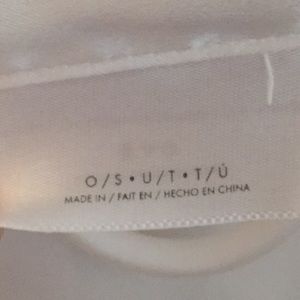 O/S•U/T•T/Ú
MADE IN / FAIT EN / HECHO EN CHINA